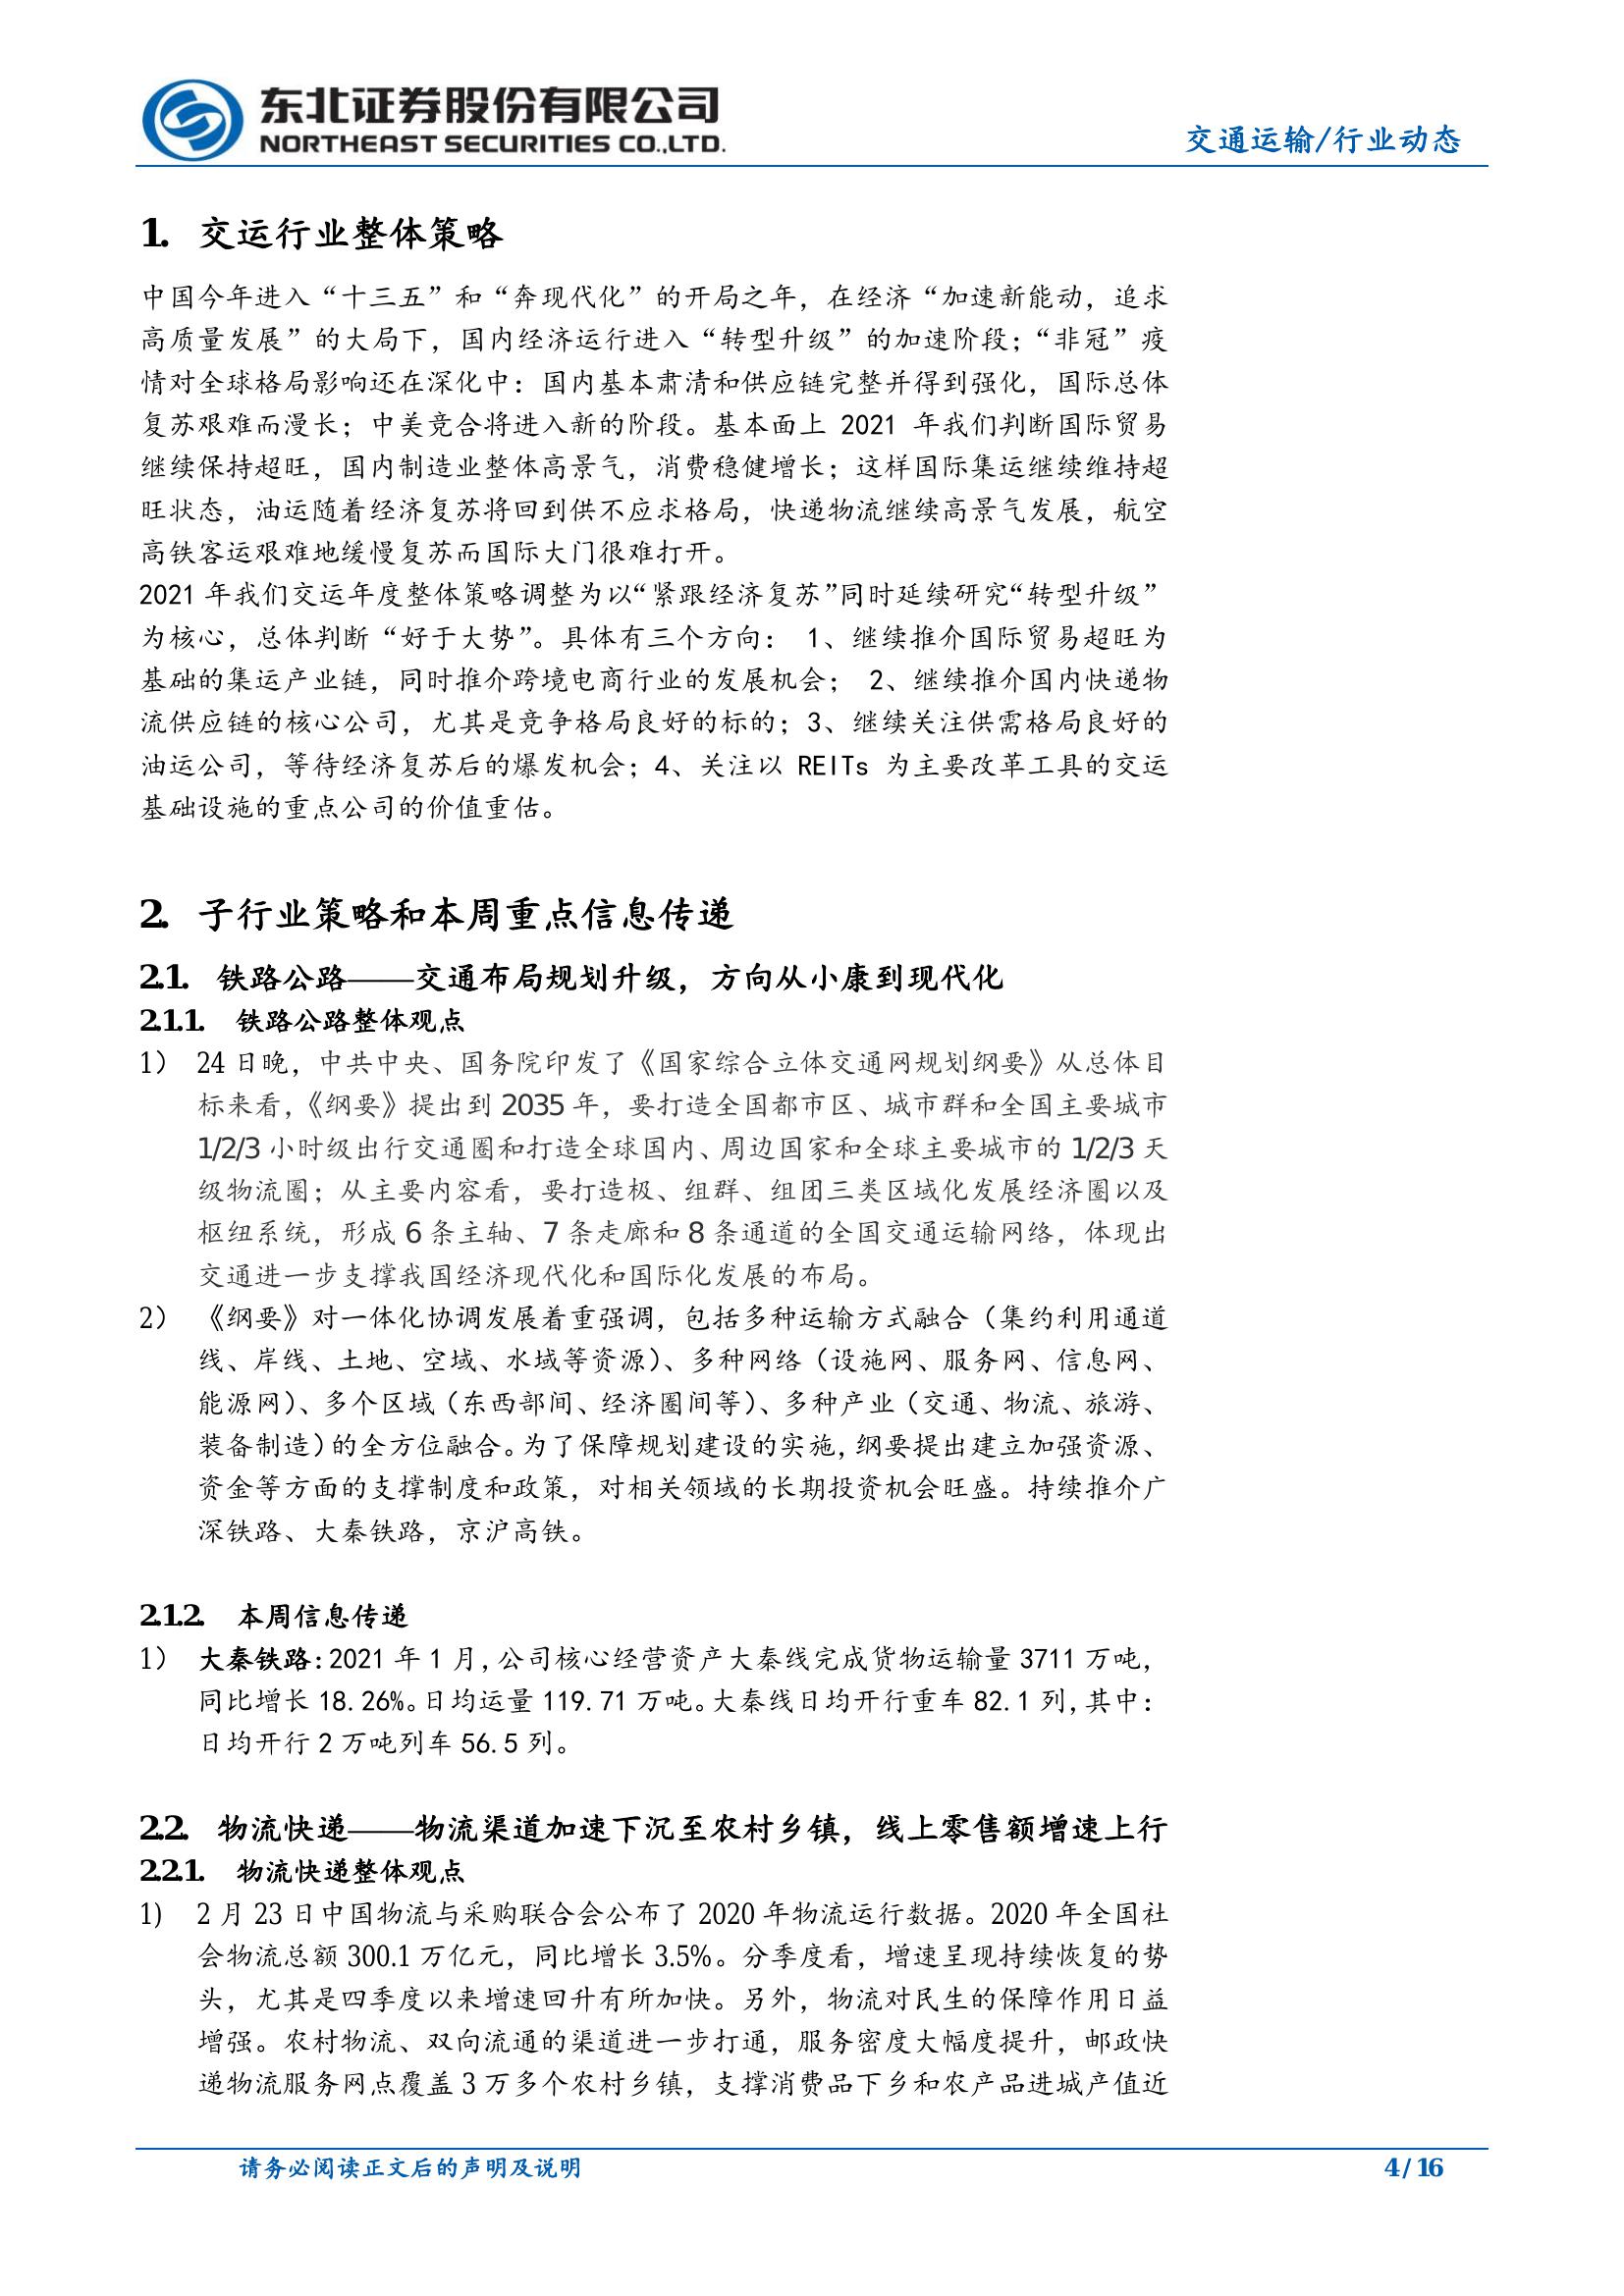 东北证券股份有限公司
NORTHEAST SECURITIES CO.,LTD.
交通运输/行业动态
1. 交运行业整体策略
中国今年进入“十三五”和“奔现代化”的开局之年，在经济“加速新能动，追求
高质量发展”的大局下，国内经济运行进入“转型升级”的加速阶段；“非冠”疫
情对全球格局影响还在深化中：国内基本肃清和供应链完整并得到强化，国际总体
复苏艰难而漫长；中美竞合将进入新的阶段。基本面上 2021 年我们判断国际贸易
继续保持超旺，国内制造业整体高景气，消费稳健增长；这样国际集运继续维持超
旺状态，油运随着经济复苏将回到供不应求格局，快递物流继续高景气发展，航空
高铁客运艰难地缓慢复苏而国际大门很难打开。
2021 年我们交运年度整体策略调整为以“紧跟经济复苏”同时延续研究“转型升级”
为核心，总体判断“好于大势”。具体有三个方向： 1、继续推介国际贸易超旺为
基础的集运产业链，同时推介跨境电商行业的发展机会； 2、继续推介国内快递物
流供应链的核心公司，尤其是竞争格局良好的标的；3、继续关注供需格局良好的
油运公司，等待经济复苏后的爆发机会；4、关注以 REITs 为主要改革工具的交运
基础设施的重点公司的价值重估。
2. 子行业策略和本周重点信息传递
2.1. 铁路公路——交通布局规划升级，方向从小康到现代化
2.1.1. 铁路公路整体观点
1） 24 日晚，中共中央、国务院印发了《国家综合立体交通网规划纲要》从总体目
标来看，《纲要》提出到 2035 年，要打造全国都市区、城市群和全国主要城市
1/2/3 小时级出行交通圈和打造全球国内、周边国家和全球主要城市的 1/2/3 天
级物流圈；从主要内容看，要打造极、组群、组团三类区域化发展经济圈以及
枢纽系统，形成 6 条主轴、7 条走廊和 8 条通道的全国交通运输网络，体现出
交通进一步支撑我国经济现代化和国际化发展的布局。
2） 《纲要》对一体化协调发展着重强调，包括多种运输方式融合（集约利用通道
线、岸线、土地、空域、水域等资源）、多种网络（设施网、服务网、信息网、
能源网）、多个区域（东西部间、经济圈间等）、多种产业（交通、物流、旅游、
装备制造）的全方位融合。为了保障规划建设的实施，纲要提出建立加强资源、
资金等方面的支撑制度和政策，对相关领域的长期投资机会旺盛。持续推介广
深铁路、大秦铁路，京沪高铁。
2.1.2. 本周信息传递
1） 大秦铁路：2021 年 1 月，公司核心经营资产大秦线完成货物运输量 3711 万吨，
同比增长 18.26%。日均运量 119.71 万吨。大秦线日均开行重车 82.1 列，其中：
日均开行 2 万吨列车 56.5 列。
2.2. 物流快递——物流渠道加速下沉至农村乡镇，线上零售额增速上行
2.2.1. 物流快递整体观点
1) 2 月 23 日中国物流与采购联合会公布了 2020 年物流运行数据。2020 年全国社
会物流总额 300.1 万亿元，同比增长 3.5%。分季度看，增速呈现持续恢复的势
头，尤其是四季度以来增速回升有所加快。另外，物流对民生的保障作用日益
增强。农村物流、双向流通的渠道进一步打通，服务密度大幅度提升，邮政快
递物流服务网点覆盖 3 万多个农村乡镇，支撑消费品下乡和农产品进城产值近
请务必阅读正文后的声明及说明
4 / 16